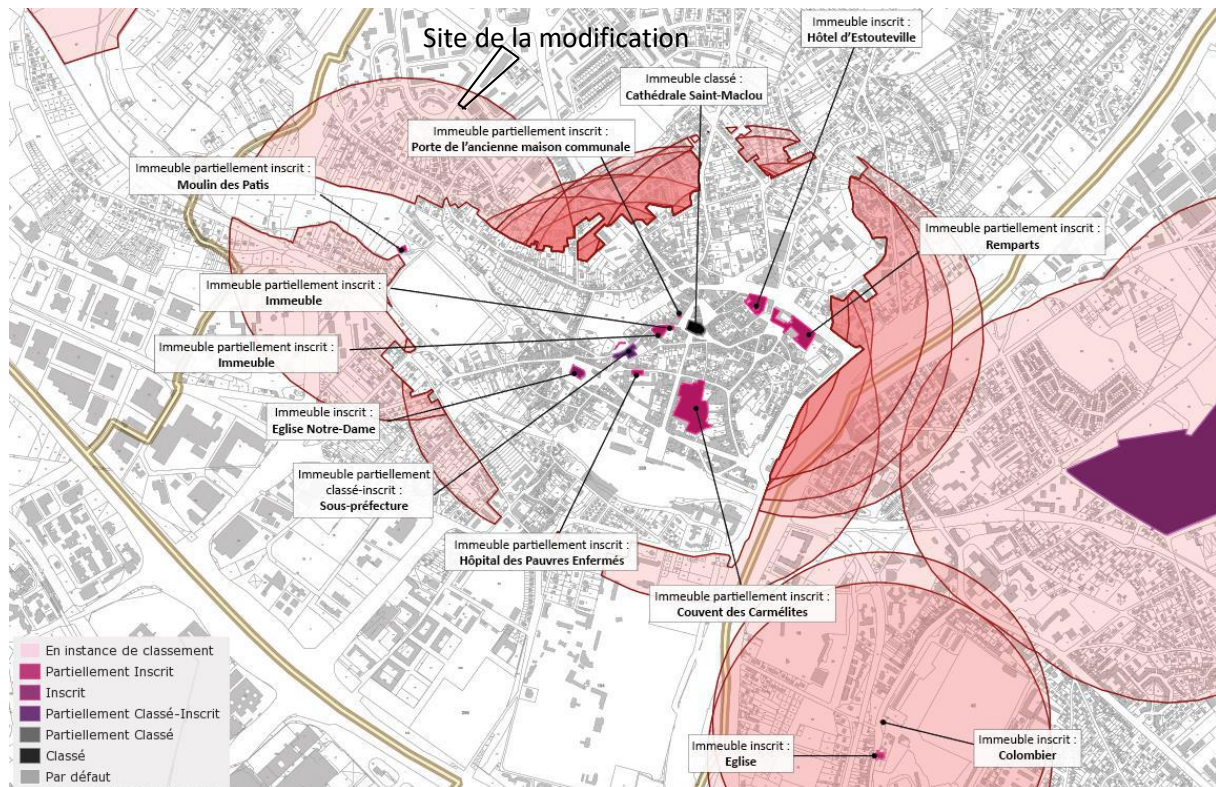 Site de la modification
Immeuble inscrit :
Hôtel d'Estouteville
Immeuble classé :
Cathédrale Saint-Maclou
Immeuble partiellement inscrit :
Porte de l'ancienne maison communale
Immeuble partiellement inscrit :
Moulin des Patis
Immeuble partiellement inscrit :
Remparts
Immeuble partiellement inscrit :
Immeuble
Immeuble partiellement inscrit :
Immeuble
Immeuble inscrit :
Eglise Notre-Dame
Immeuble partiellement
classé-inscrit :
Sous-préfecture
Immeuble partiellement inscrit :
Hôpital des Pauvres Enfermés
Immeuble partiellement inscrit :
Couvent des Carmélites
Immeuble inscrit :
Eglise
Immeuble inscrit :
Colombier
En instance de classement
Partiellement Inscrit
Inscrit
Partiellement Classé-Inscrit
Partiellement Classé
Classé
Par défaut